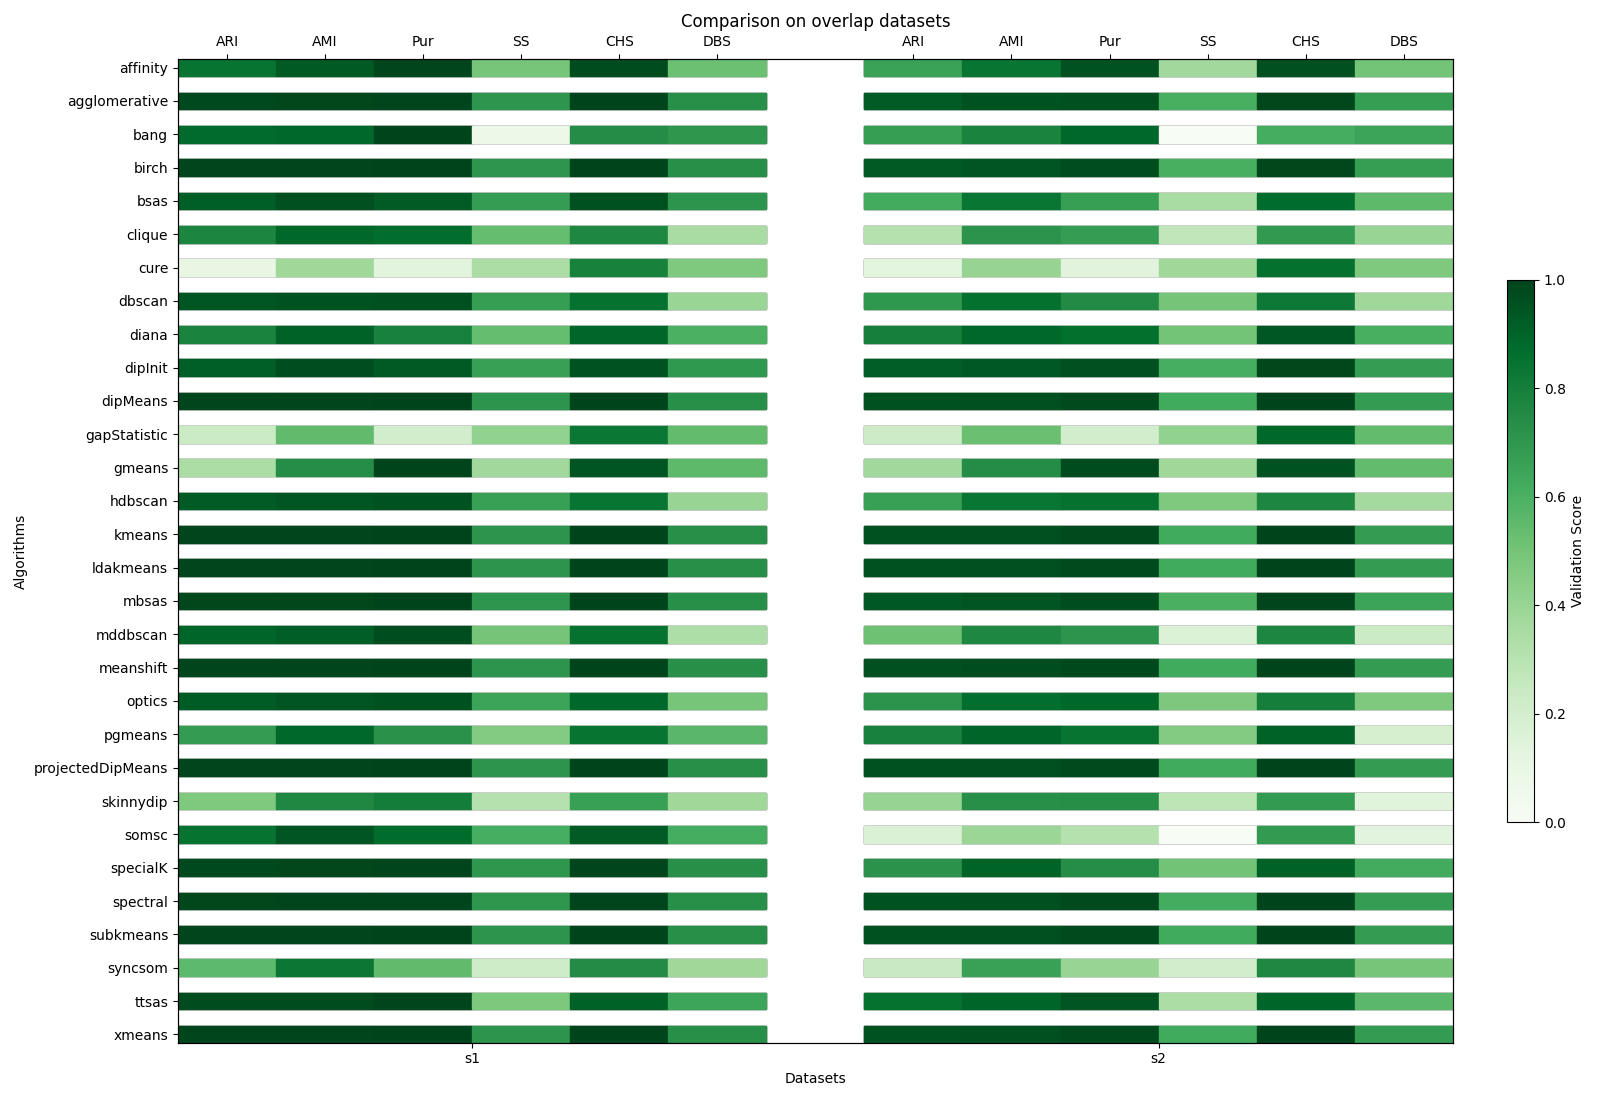 Comparison on overlap datasets
ARI AMI Pur SS CHS DBS ARI AMI Pur SS CHS DBS
affinity
agglomerative
bang
birch
bsas
clique
cure
dbscan
diana
dipInit
dipMeans
gapStatistic
gmeans
hdbscan
kmeans
ldakmeans
mbsas
mddbscan
meanshift
optics
pgmeans
projectedDipMeans
skinnydip
somsc
specialK
spectral
subkmeans
syncsom
ttsas
xmeans
Algorithms
s1 s2
Datasets
1.0
0.8
0.6
0.4
0.2
0.0
Validation Score